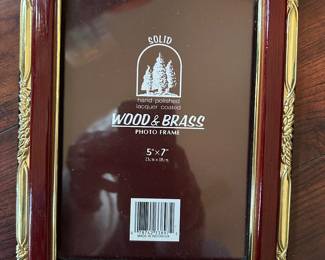 SOLID
hand polished
lacquer coated
WOOD & BRASS
PHOTO FRAME
5"×7"